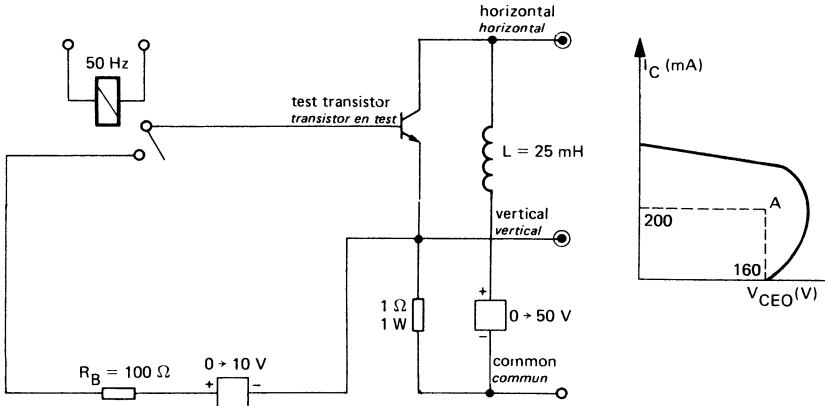 horizontal
horizontal
50 Hz
test transistor
transistor en test
L = 25 mH
vertical
vertical
1 Ω
1 W
+
0 → 50 V
−
common
commun
R_B = 100 Ω
0 → 10 V
+ −
I_C (mA)
A
200
160
V_CEO (V)